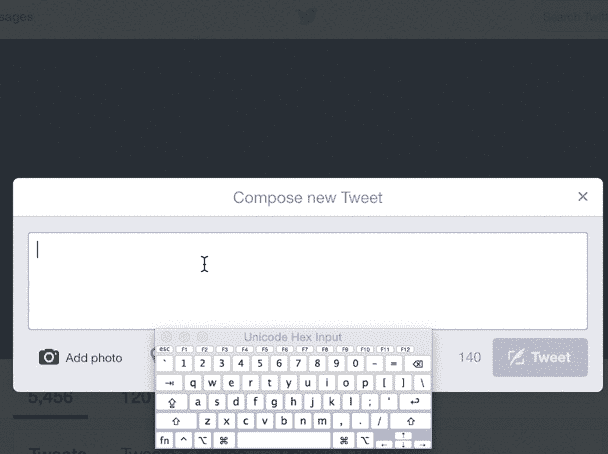 sages
Search Twit
Compose new Tweet
×
Add photo
140
Tweet
Unicode Hex Input
esc F1 F2 F3 F4 F5 F6 F7 F8 F9 F10 F11 F12
` 1 2 3 4 5 6 7 8 9 0 - = ⌫
⇥ q w e r t y u i o p [ ] \
⇪ a s d f g h j k l ; ' ↩
⇧ z x c v b n m , . / ⇧
fn ^ ⌥ ⌘ ⌘ ⌥ ← ↑ ↓ →
5,456
120
Tweets